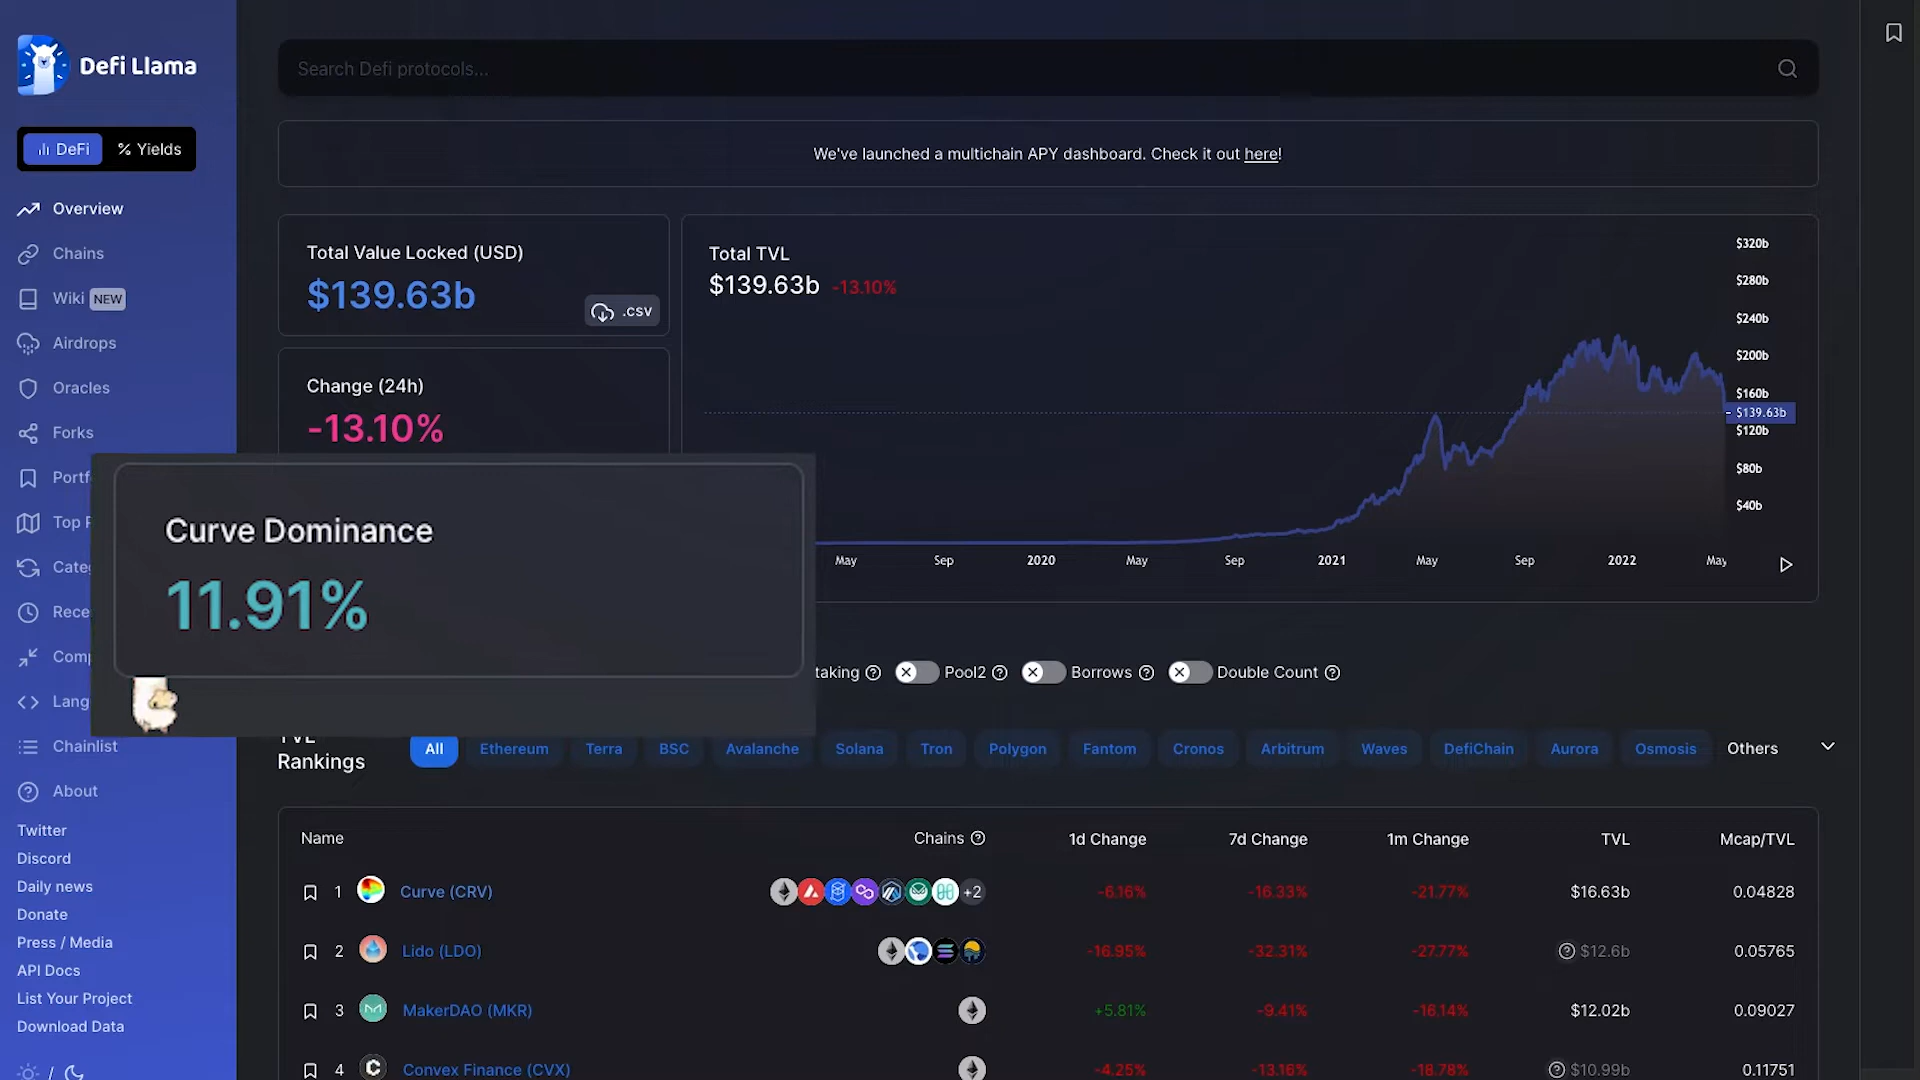 Defi Llama
DeFi
% Yields
Overview
Chains
Wiki NEW
Airdrops
Oracles
Forks
Portf
Top P
Categ
Rece
Comp
Lang
Chainlist
About
Twitter
Discord
Daily news
Donate
Press / Media
API Docs
List Your Project
Download Data
/
Search Defi protocols...
We've launched a multichain APY dashboard. Check it out here!
Total Value Locked (USD)
$139.63b
.csv
Change (24h)
-13.10%
Curve Dominance
11.91%
Total TVL
$139.63b -13.10%
$320b
$280b
$240b
$200b
$160b
$139.63b
$120b
$80b
$40b
May Sep 2020 May Sep 2021 May Sep 2022 May
taking Pool2 Borrows Double Count
TVL
Rankings
All Ethereum Terra BSC Avalanche Solana Tron Polygon Fantom Cronos Arbitrum Waves DefiChain Aurora Osmosis Others
Name Chains 1d Change 7d Change 1m Change TVL Mcap/TVL
1 Curve (CRV) +2 -6.16% -16.33% -21.77% $16.63b 0.04828
2 Lido (LDO) -16.95% -32.31% -27.77% $12.6b 0.05765
3 MakerDAO (MKR) +5.81% -9.41% -16.14% $12.02b 0.09027
4 Convex Finance (CVX) -4.25% -13.16% -18.78% $10.99b 0.11751